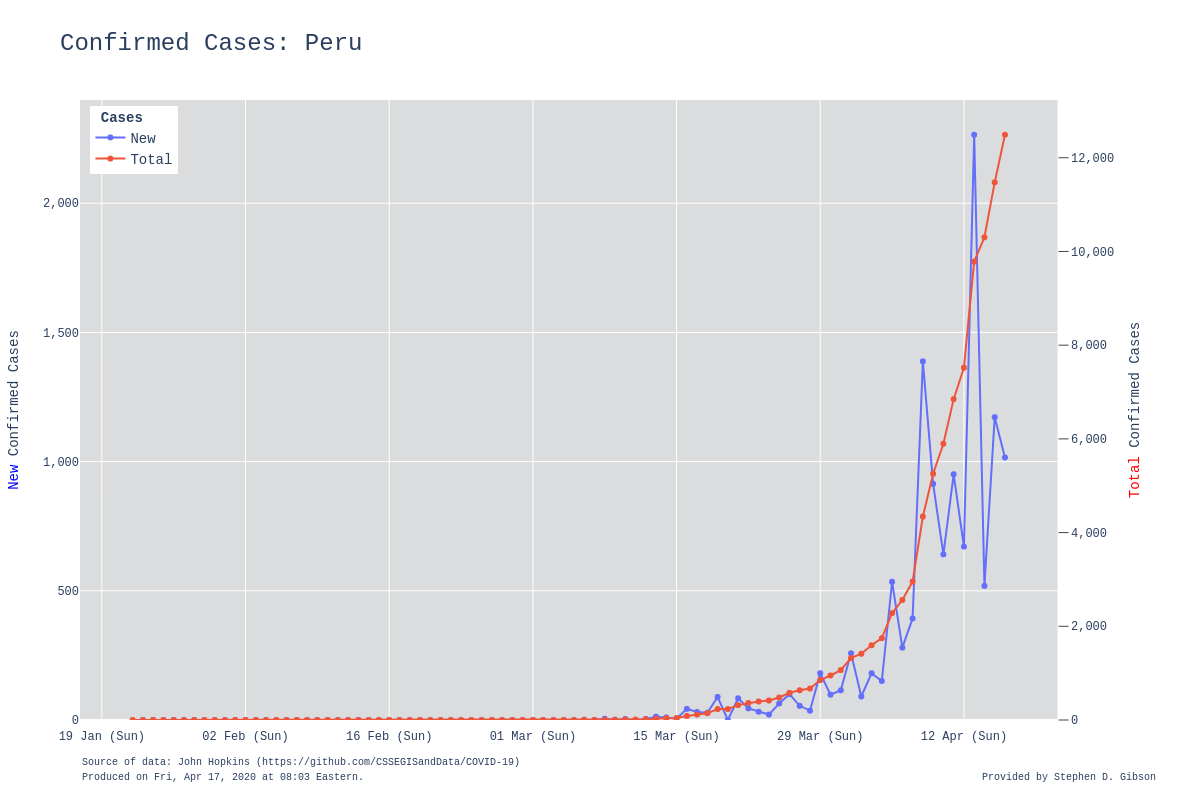 Confirmed Cases: Peru
Cases
New
Total
2,000
1,500
1,000
500
0
12,000
10,000
8,000
6,000
4,000
2,000
0
New Confirmed Cases
Total Confirmed Cases
19 Jan (Sun) 02 Feb (Sun) 16 Feb (Sun) 01 Mar (Sun) 15 Mar (Sun) 29 Mar (Sun) 12 Apr (Sun)
Source of data: John Hopkins (https://github.com/CSSEGISandData/COVID-19)
Produced on Fri, Apr 17, 2020 at 08:03 Eastern.
Provided by Stephen D. Gibson